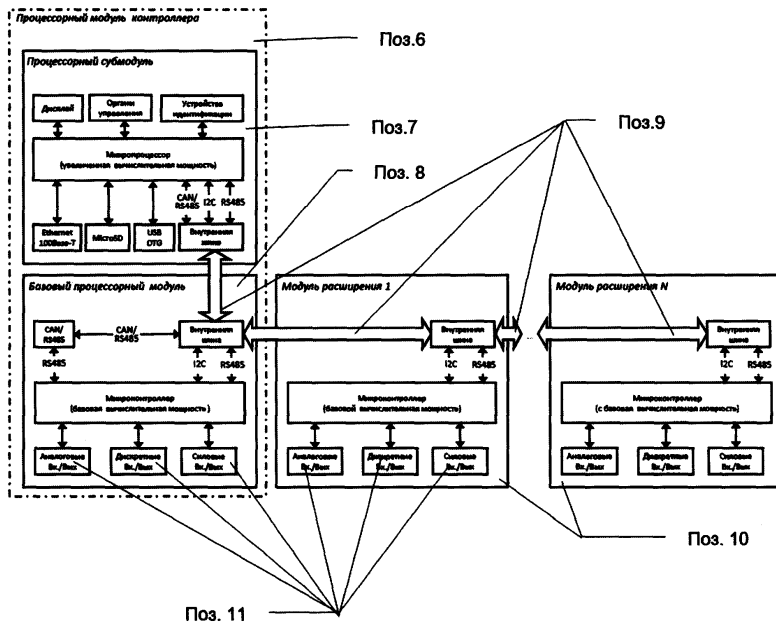 Процессорный модуль контроллера
Поз.6
Процессорный субмодуль
Дисплей
Органы
управления
Устройства
идентификации
Поз.7
Поз.9
Микропроцессор
(увеличенная вычислительная мощность)
Поз. 8
CAN/
RS485
I2C
RS485
Ethernet
100Base-7
MicroSD
USB
OTG
Внутренняя
шина
Базовый процессорный модуль
Модуль расширения 1
Модуль расширения N
CAN/
RS485
CAN/
RS485
Внутренняя
шина
Внутренняя
шина
Внутренняя
шина
RS485
I2C
RS485
I2C
RS485
I2C
RS485
Микроконтроллер
(базовая вычислительная мощность)
Микроконтроллер
(базовой вычислительная мощность)
Микроконтроллер
(с базовая вычислительная мощность)
Аналоговые
Вх./Вых
Дискретные
Вх./Вых
Силовые
Вх./Вых
Аналоговые
Вх./Вых
Дискретные
Вх./Вых
Силовые
Вх./Вых
Аналоговые
Вх./Вых
Дискретные
Вх./Вых
Силовые
Вх./Вых
Поз. 10
Поз. 11